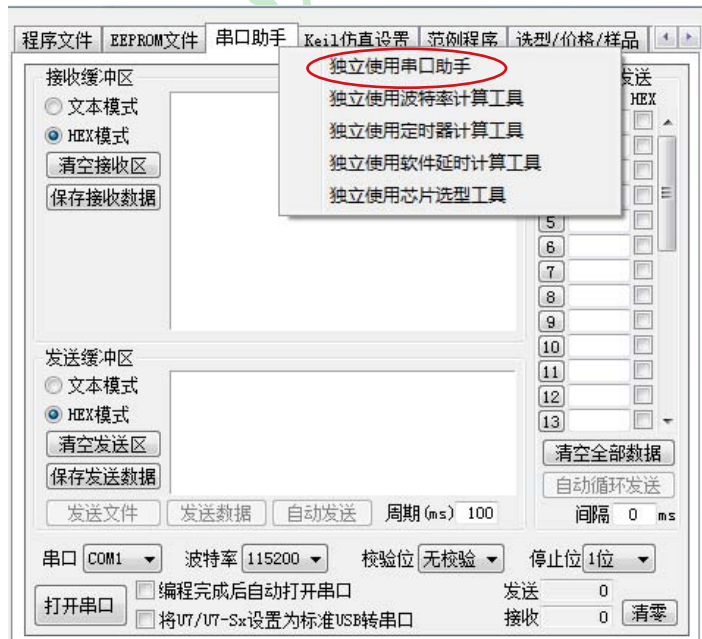 程序文件 EEPROM文件 串口助手 Keil仿真设置 范例程序 选型/价格/样品
独立使用串口助手
独立使用波特率计算工具
独立使用定时器计算工具
独立使用软件延时计算工具
独立使用芯片选型工具
接收缓冲区 发送
文本模式 HEX
HEX模式
清空接收区
保存接收数据
5
6
7
8
9
10
11
12
13
发送缓冲区
文本模式
HEX模式
清空发送区
保存发送数据
清空全部数据
自动循环发送
发送文件 发送数据 自动发送 周期(ms) 100 间隔 0 ms
串口 COM1 波特率 115200 校验位 无校验 停止位 1位
打开串口 编程完成后自动打开串口 发送 0
将U7/U7-Sx设置为标准USB转串口 接收 0 清零